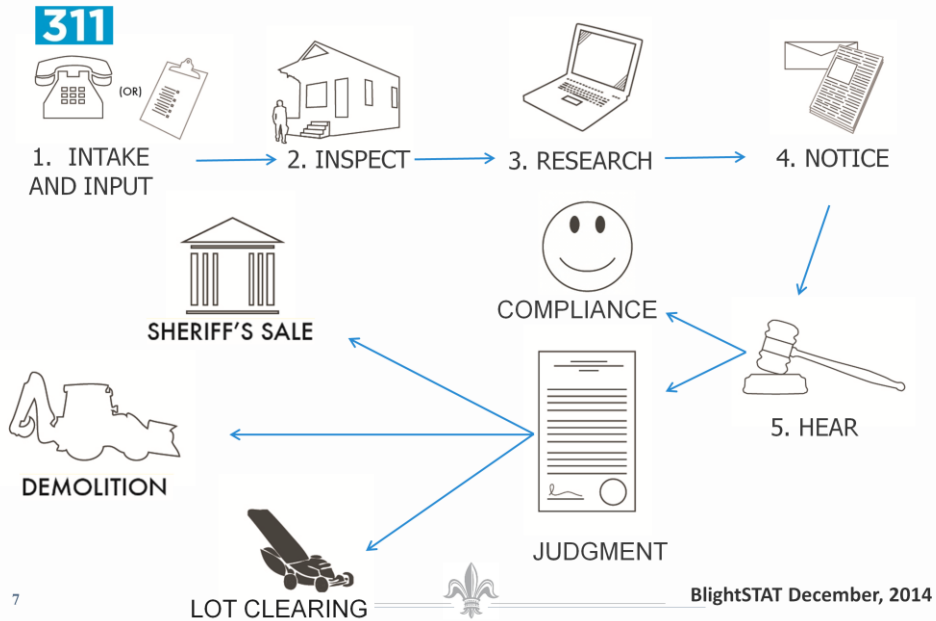 311
(OR)
1. INTAKE
AND INPUT
2. INSPECT
3. RESEARCH
4. NOTICE
COMPLIANCE
SHERIFF'S SALE
5. HEAR
DEMOLITION
JUDGMENT
LOT CLEARING
7
BlightSTAT December, 2014